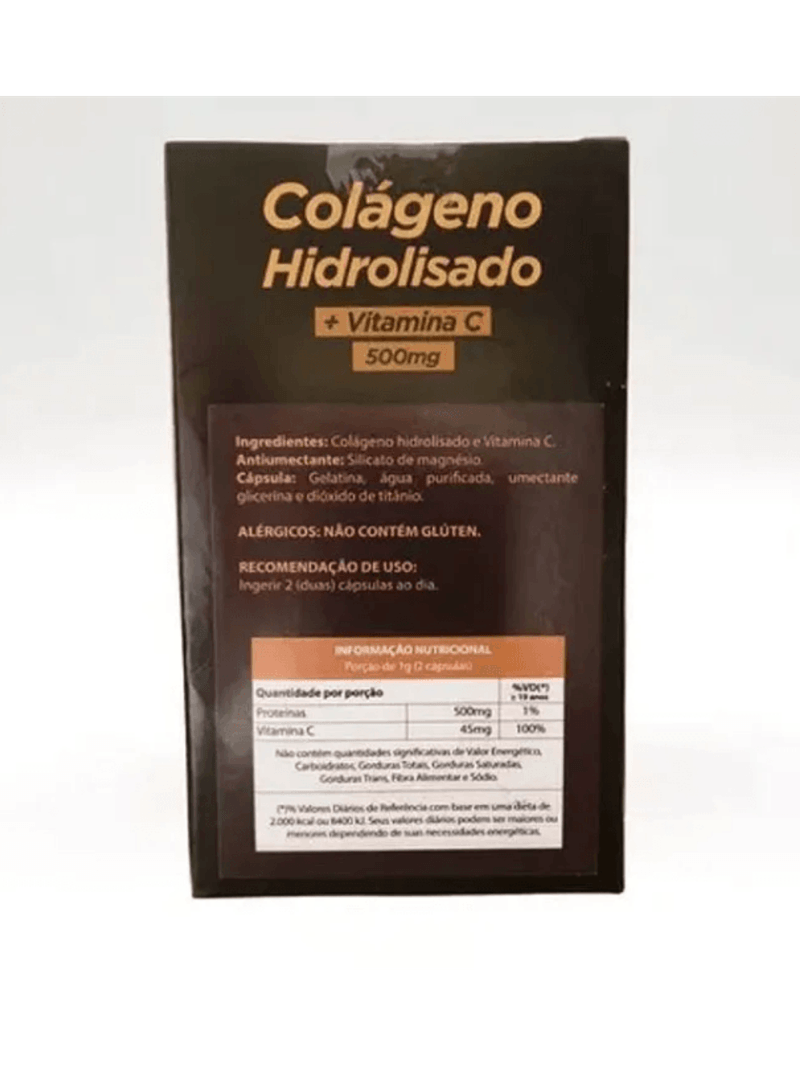 Colágeno
Hidrolisado
+ Vitamina C
500mg
Ingredientes: Colágeno hidrolisado e Vitamina C.
Antiumectante: Silicato de magnésio.
Cápsula: Gelatina, água purificada, umectante
glicerina e dióxido de titânio.
ALÉRGICOS: NÃO CONTÉM GLÚTEN.
RECOMENDAÇÃO DE USO:
Ingerir 2 (duas) cápsulas ao dia.
INFORMAÇÃO NUTRICIONAL
Porção de 1g (2 cápsulas)
Quantidade por porção %VD(*)
≥ 19 anos
Proteínas 500mg 1%
Vitamina C 45mg 100%
Não contém quantidades significativas de Valor Energético,
Carboidratos, Gorduras Totais, Gorduras Saturadas,
Gorduras Trans, Fibra Alimentar e Sódio.
(*)% Valores Diários de Referência com base em uma dieta de
2.000 kcal ou 8400 kJ. Seus valores diários podem ser maiores ou
menores dependendo de suas necessidades energéticas.